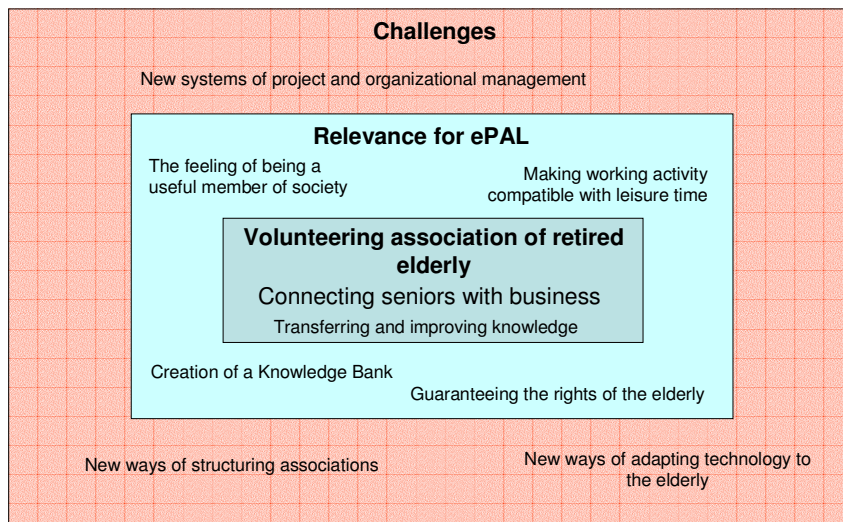 Challenges
New systems of project and organizational management
Relevance for ePAL
The feeling of being a
useful member of society
Making working activity
compatible with leisure time
Volunteering association of retired
elderly
Connecting seniors with business
Transferring and improving knowledge
Creation of a Knowledge Bank
Guaranteeing the rights of the elderly
New ways of structuring associations
New ways of adapting technology to
the elderly